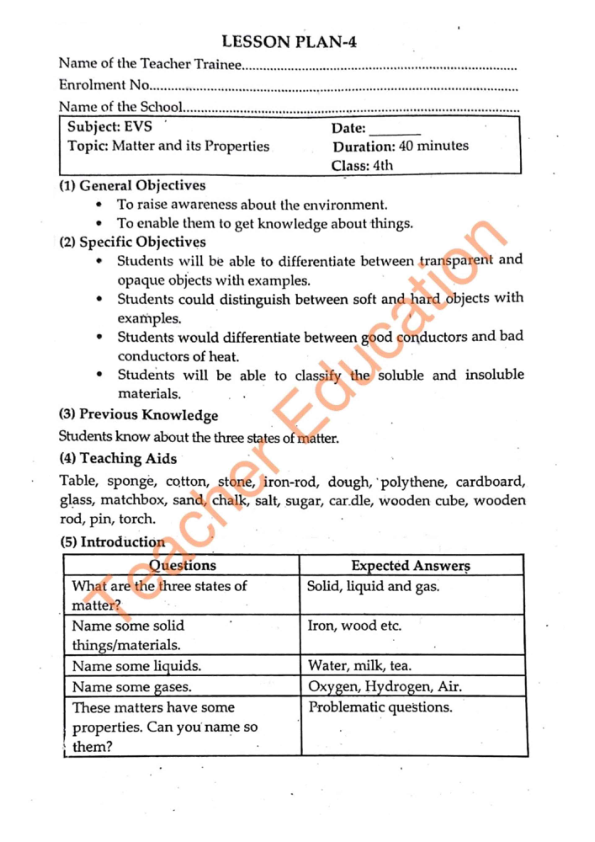 LESSON PLAN-4
Name of the Teacher Trainee....................................................................
Enrolment No.............................................................................................
Name of the School.....................................................................................
Subject: EVS Date: ________
Topic: Matter and its Properties Duration: 40 minutes
Class: 4th
(1) General Objectives
• To raise awareness about the environment.
• To enable them to get knowledge about things.
(2) Specific Objectives
• Students will be able to differentiate between transparent and
opaque objects with examples.
• Students could distinguish between soft and hard objects with
examples.
• Students would differentiate between good conductors and bad
conductors of heat.
• Students will be able to classify the soluble and insoluble
materials.
(3) Previous Knowledge
Students know about the three states of matter.
(4) Teaching Aids
Table, sponge, cotton, stone, iron-rod, dough, polythene, cardboard,
glass, matchbox, sand, chalk, salt, sugar, car.dle, wooden cube, wooden
rod, pin, torch.
(5) Introduction
Questions Expected Answers
What are the three states of Solid, liquid and gas.
matter?
Name some solid Iron, wood etc.
things/materials.
Name some liquids. Water, milk, tea.
Name some gases. Oxygen, Hydrogen, Air.
These matters have some Problematic questions.
properties. Can you name so
them?
Teacher Education